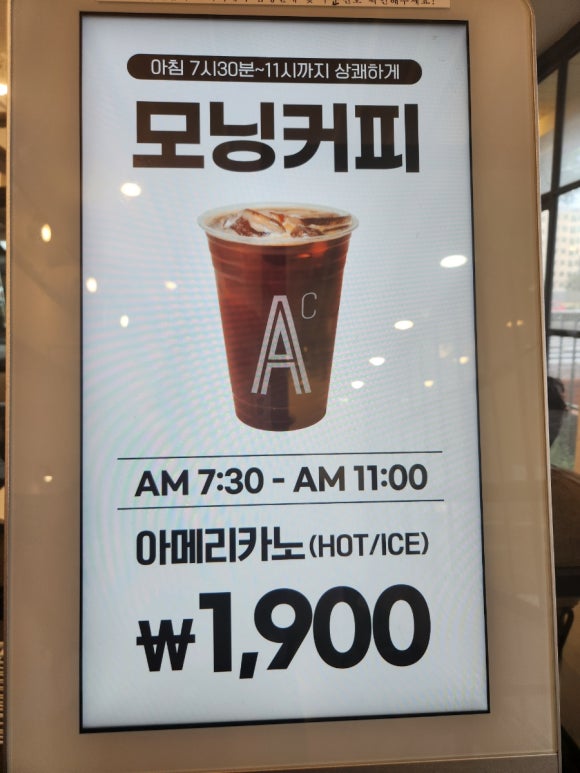 아침 7시30분~11시까지 상쾌하게
모닝커피
AC
AM 7:30 - AM 11:00
아메리카노(HOT/ICE)
₩1,900